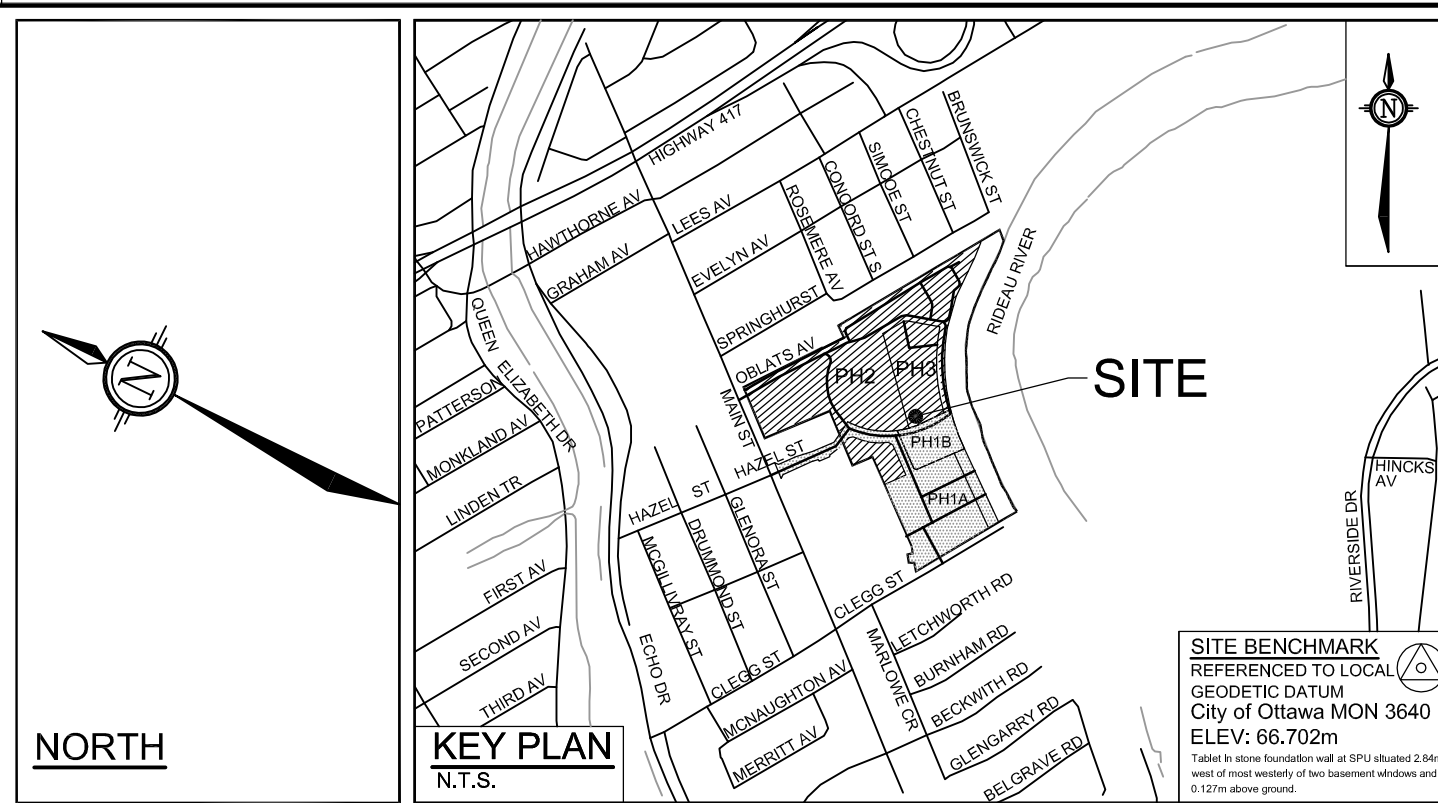 N
NORTH
HIGHWAY 417
HAWTHORNE AV
GRAHAM AV
LEES AV
EVELYN AV
SPRINGHURST
OBLATS AV
ROSEMERE AV
CONCORD ST S
SIMCOE ST
CHESTNUT ST
BRUNSWICK ST
RIDEAU RIVER
QUEEN ELIZABETH DR
PATTERSON
MONKLAND AV
LINDEN TR
FIRST AV
SECOND AV
THIRD AV
MAIN ST
HAZEL ST
HAZEL ST
GLENORA ST
DRUMMOND ST
MCGILLIVRAY ST
ECHO DR
CLEGG ST
CLEGG ST
MCNAUGHTON AV
MERRITT AV
MARLOWE CR
LETCHWORTH RD
BURNHAM RD
BECKWITH RD
GLENGARRY RD
BELGRAVE RD
PH2
PH3
PH1B
PH1A
SITE
N
HINCKS
AV
RIVERSIDE DR
KEY PLAN
N.T.S.
SITE BENCHMARK
REFERENCED TO LOCAL
GEODETIC DATUM
City of Ottawa MON 3640
ELEV: 66.702m
Tablet in stone foundation wall at SPU situated 2.84m
west of most westerly of two basement windows and
0.127m above ground.